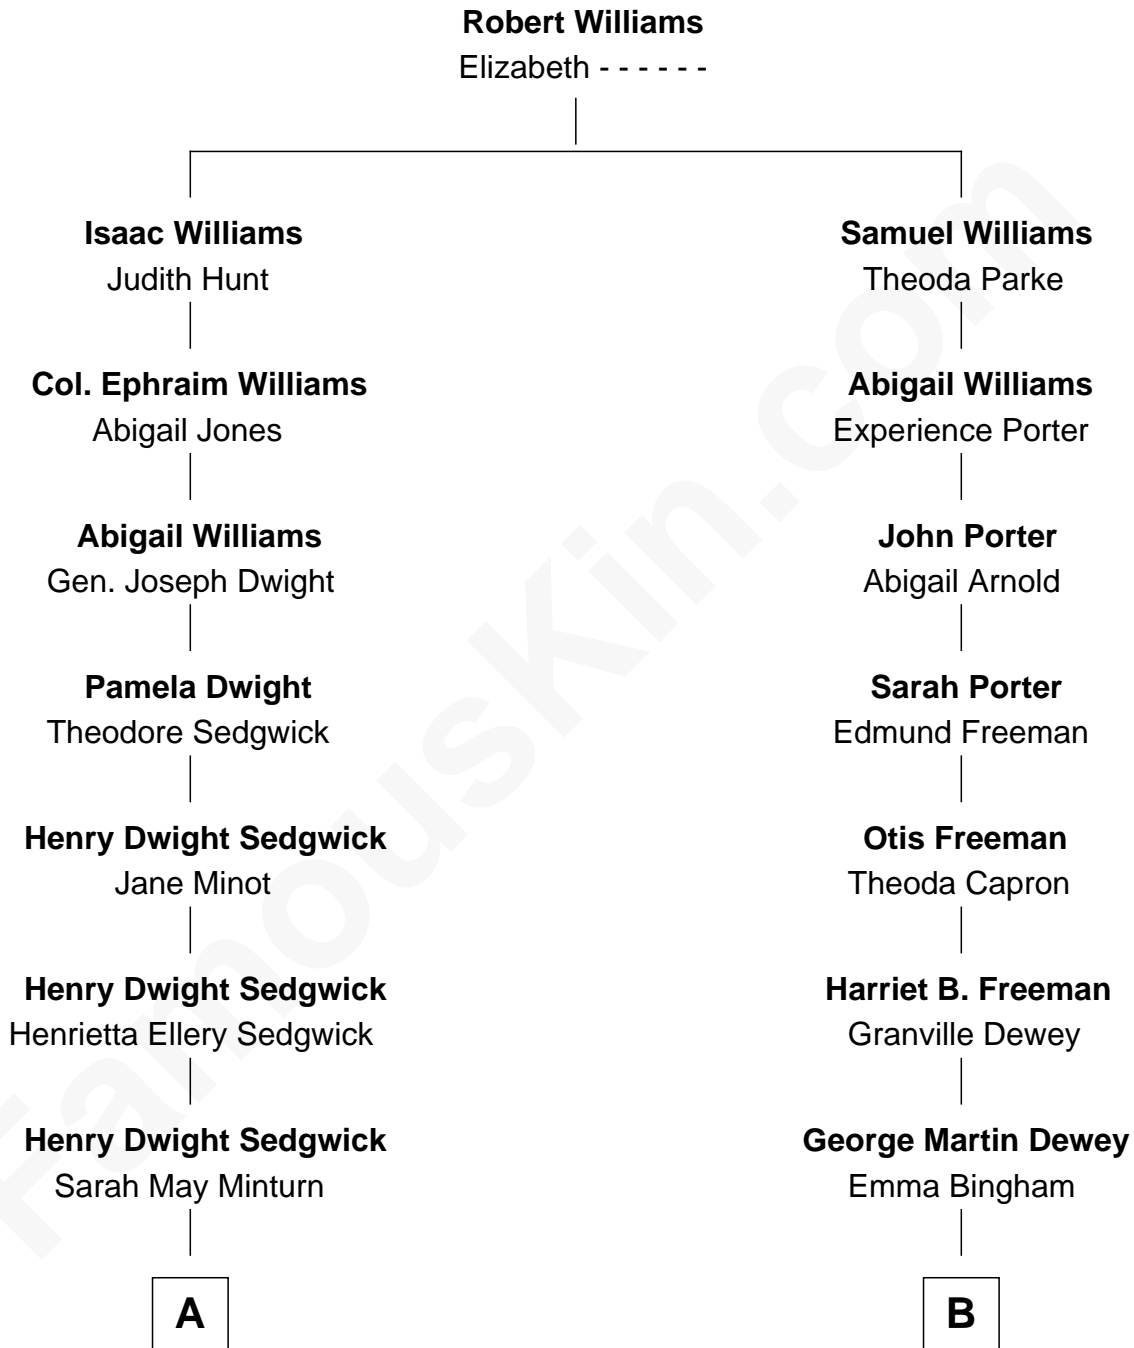 Robert Williams
Elizabeth - - - - - -
Isaac Williams
Judith Hunt
Samuel Williams
Theoda Parke
Col. Ephraim Williams
Abigail Jones
Abigail Williams
Experience Porter
Abigail Williams
Gen. Joseph Dwight
John Porter
Abigail Arnold
Pamela Dwight
Theodore Sedgwick
Sarah Porter
Edmund Freeman
Henry Dwight Sedgwick
Jane Minot
Otis Freeman
Theoda Capron
Henry Dwight Sedgwick
Henrietta Ellery Sedgwick
Harriet B. Freeman
Granville Dewey
Henry Dwight Sedgwick
Sarah May Minturn
George Martin Dewey
Emma Bingham
A
B
FamousKin.com